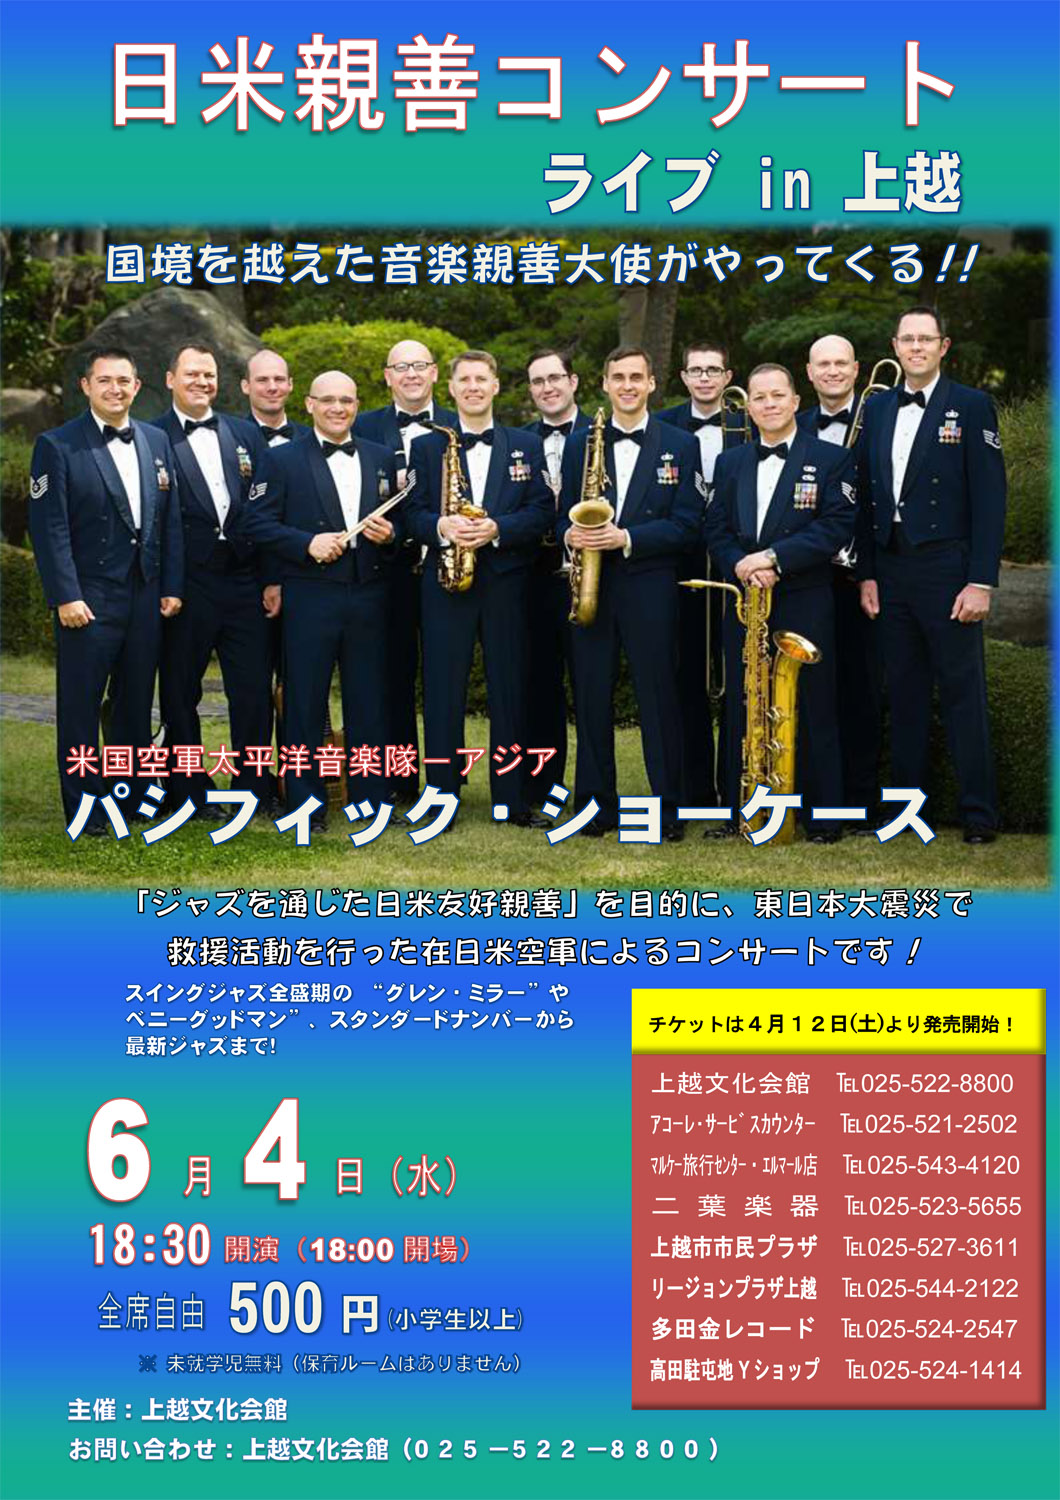 日米親善コンサート
ライブ in 上越
国境を越えた音楽親善大使がやってくる!!
米国空軍太平洋音楽隊－アジア
パシフィック・ショーケース
「ジャズを通じた日米友好親善」を目的に、東日本大震災で
救援活動を行った在日米空軍によるコンサートです！
スイングジャズ全盛期の “グレン・ミラー”や
ベニーグッドマン”、スタンダードナンバーから
最新ジャズまで!
6月4日（水）
18:30 開演（18:00 開場）
全席自由 500 円 (小学生以上)
※ 未就学児無料（保育ルームはありません）
主催：上越文化会館
お問い合わせ：上越文化会館（０２５－５２２－８８００）
チケットは４月１２日(土)より発売開始！
上越文化会館 ℡025-522-8800
ｱｺｰﾚ･ｻｰﾋﾞｽｶｳﾝﾀｰ ℡025-521-2502
ﾏﾙｹｰ旅行ｾﾝﾀｰ・ｴﾙﾏｰﾙ店 ℡025-543-4120
二葉楽器 ℡025-523-5655
上越市市民プラザ ℡025-527-3611
リージョンプラザ上越 ℡025-544-2122
多田金レコード ℡025-524-2547
高田駐屯地Ｙショップ ℡025-524-1414